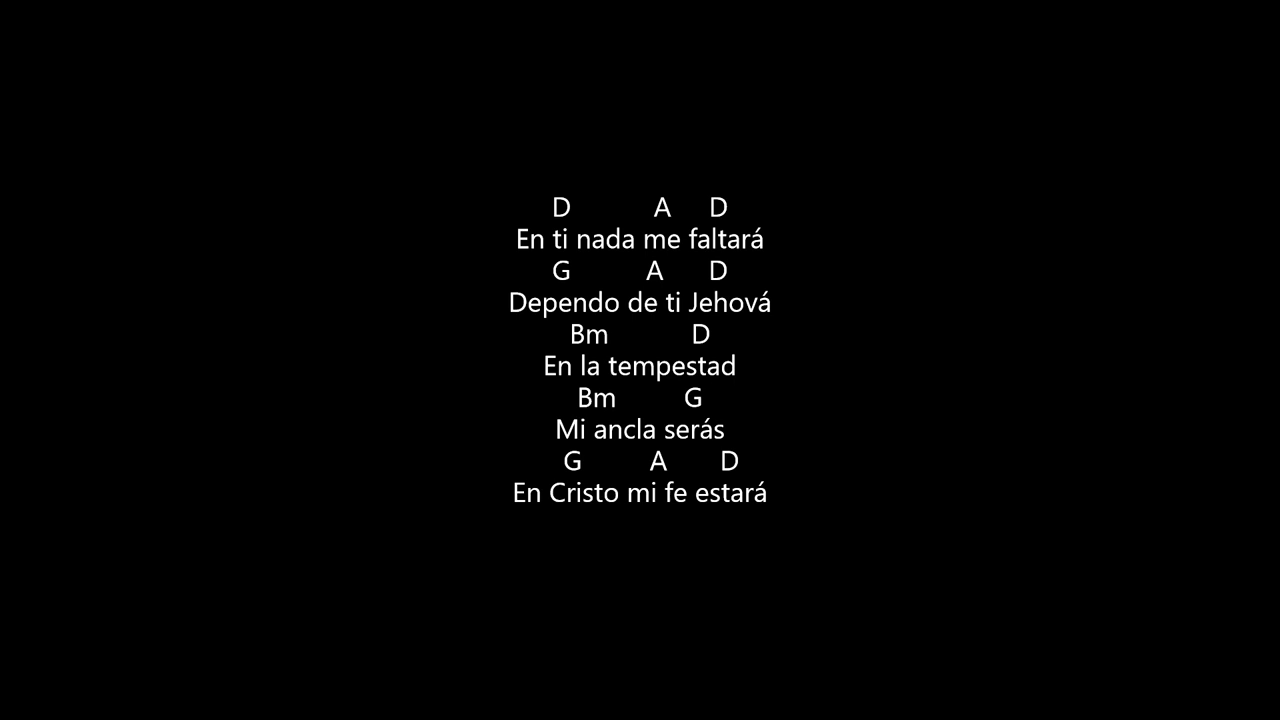 D A D
En ti nada me faltará
G A D
Dependo de ti Jehová
Bm D
En la tempestad
Bm G
Mi ancla serás
G A D
En Cristo mi fe estará